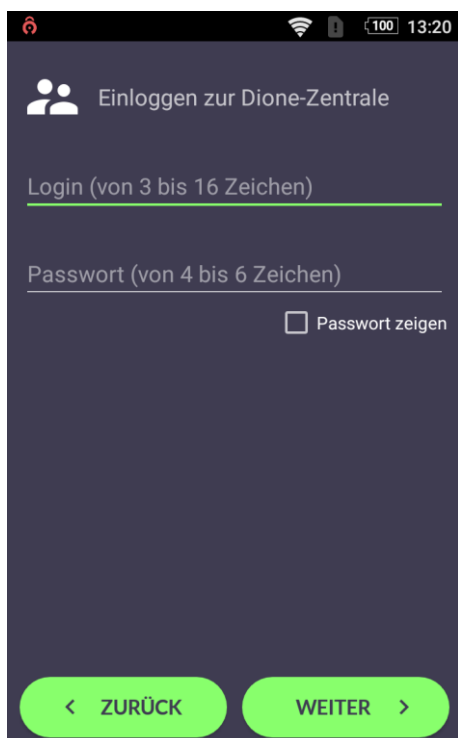 100 13:20
Einloggen zur Dione-Zentrale
Login (von 3 bis 16 Zeichen)
Passwort (von 4 bis 6 Zeichen)
Passwort zeigen
ZURÜCK WEITER